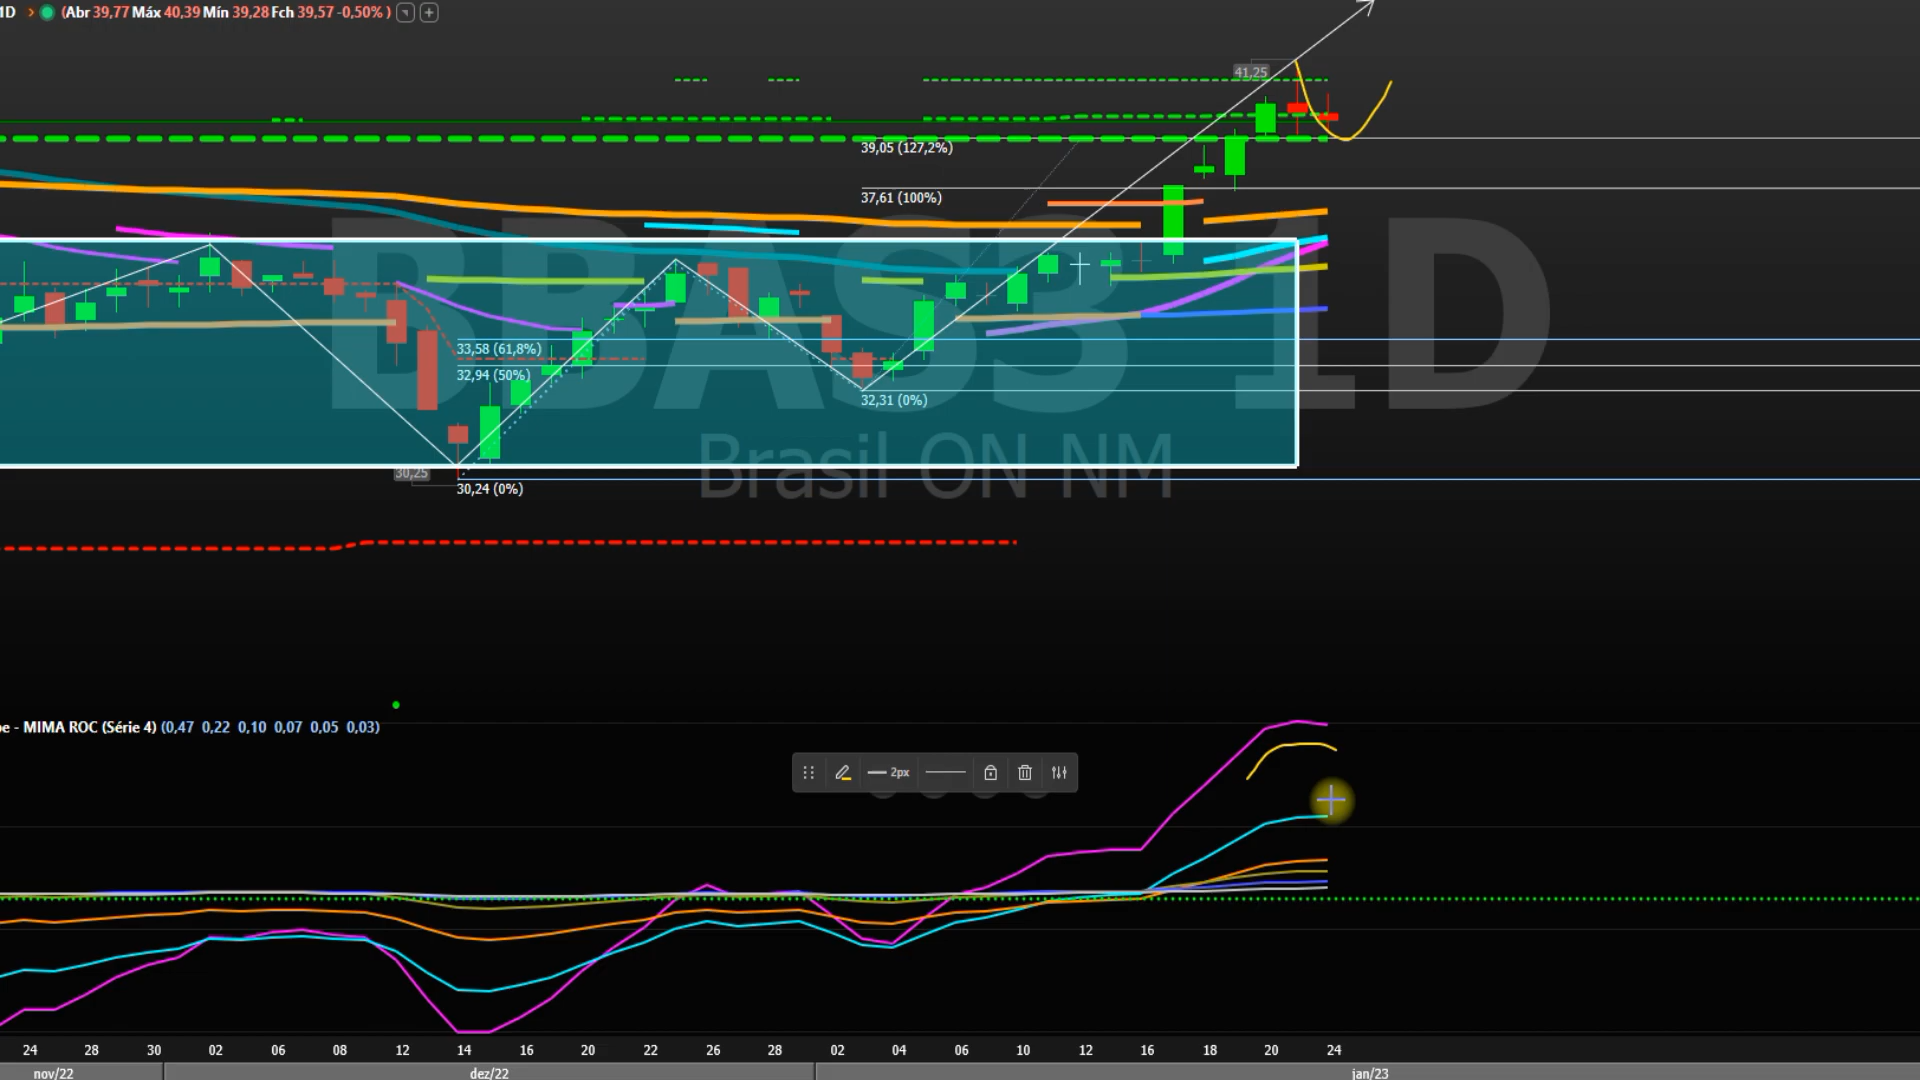 1D (Abr 39,77 Máx 40,39 Mín 39,28 Fch 39,57 -0,50% )
41,25
39,05 (127,2%)
37,61 (100%)
BBAS3 1D
33,58 (61,8%)
32,94 (50%)
32,31 (0%)
Brasil ON NM
30,25
30,24 (0%)
pe - MIMA ROC (Série 4) (0,47 0,22 0,10 0,07 0,05 0,03)
2px
24 28 30 02 06 08 12 14 16 20 22 26 28 02 04 06 10 12 16 18 20 24
nov/22 dez/22 jan/23